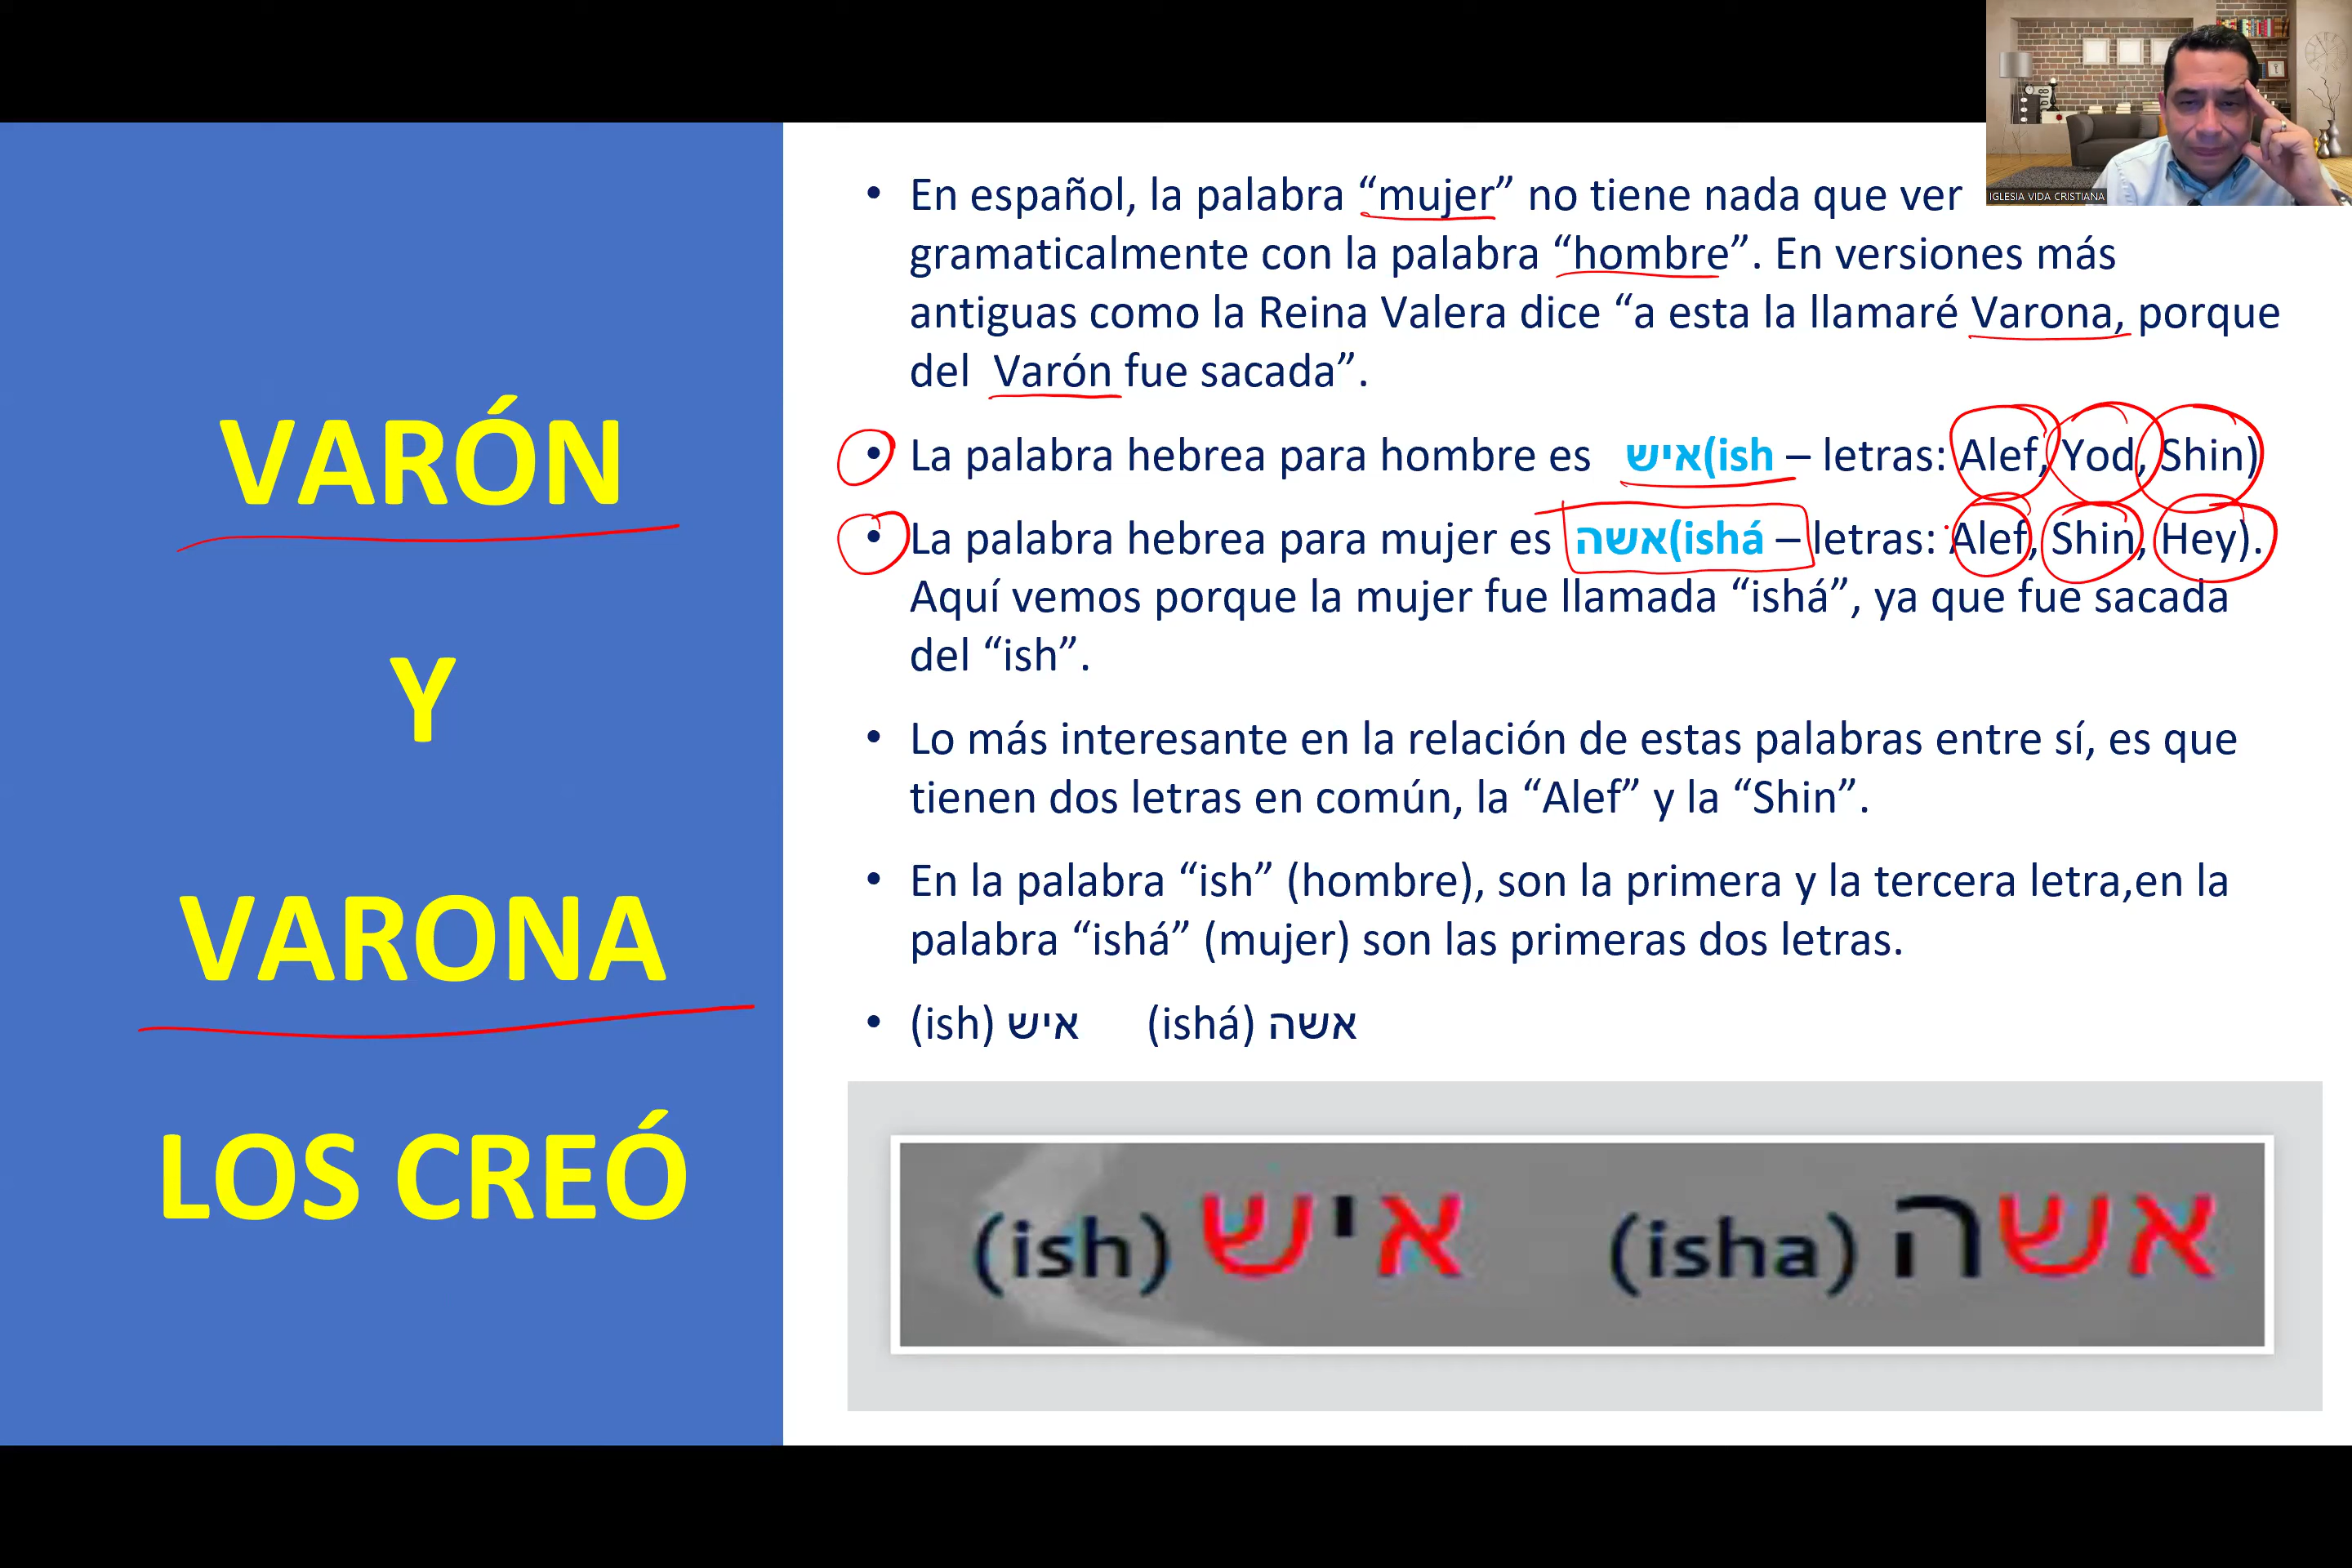 IGLESIA VIDA CRISTIANA
VARÓN
Y
VARONA
LOS CREÓ
• En español, la palabra “mujer” no tiene nada que ver
gramaticalmente con la palabra “hombre”. En versiones más
antiguas como la Reina Valera dice “a esta la llamaré Varona, porque
del Varón fue sacada”.
• La palabra hebrea para hombre es איש(ish – letras: Alef, Yod, Shin)
• La palabra hebrea para mujer es אשה(ishá – letras: Alef, Shin, Hey).
Aquí vemos porque la mujer fue llamada “ishá”, ya que fue sacada
del “ish”.
• Lo más interesante en la relación de estas palabras entre sí, es que
tienen dos letras en común, la “Alef” y la “Shin”.
• En la palabra “ish” (hombre), son la primera y la tercera letra,en la
palabra “ishá” (mujer) son las primeras dos letras.
• (ish) איש (ishá) אשה
(ish) איש (isha) אשה